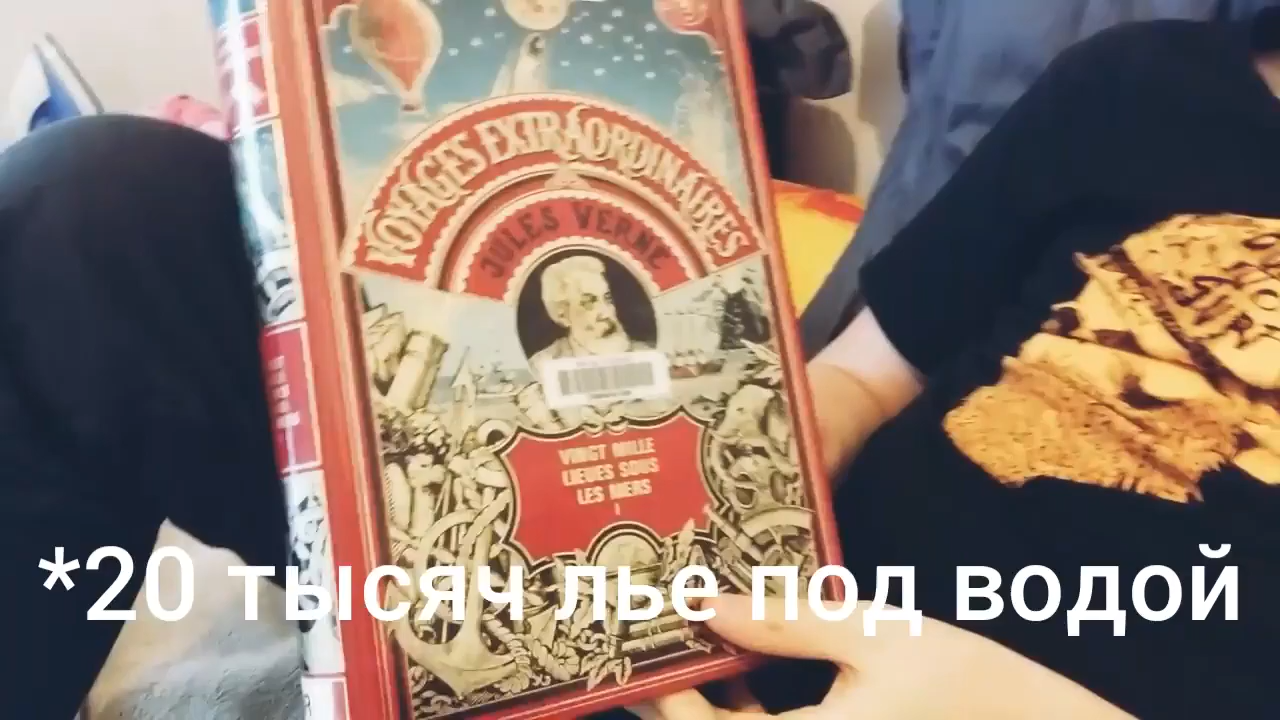 VOYAGES EXTRAORDINAIRES
JULES VERNE
VINGT MILLE
LIEUES SOUS
LES MERS
I
*20 тысяч лье под водой